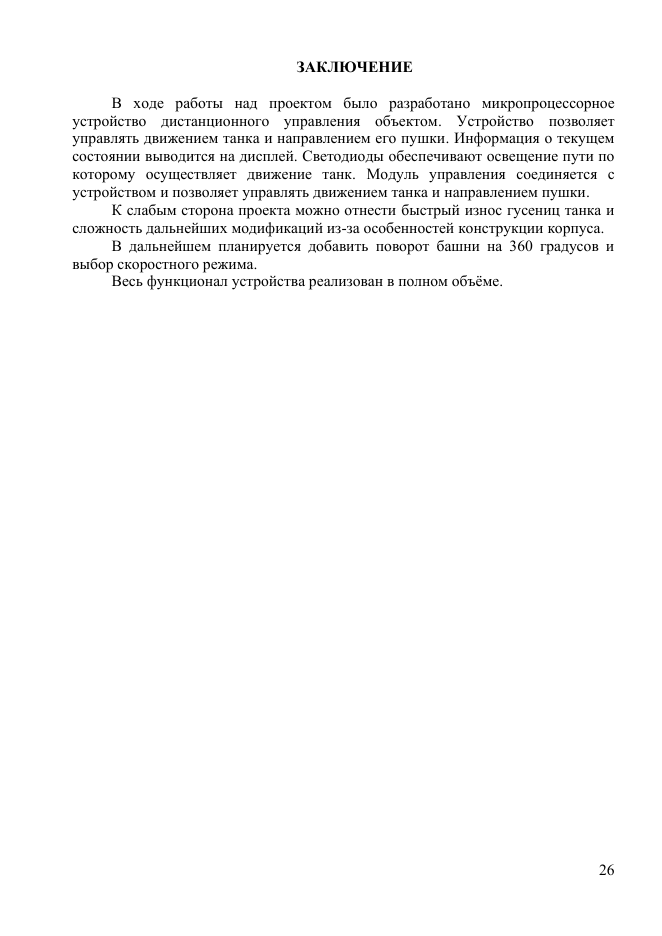 ЗАКЛЮЧЕНИЕ
В ходе работы над проектом было разработано микропроцессорное
устройство дистанционного управления объектом. Устройство позволяет
управлять движением танка и направлением его пушки. Информация о текущем
состоянии выводится на дисплей. Светодиоды обеспечивают освещение пути по
которому осуществляет движение танк. Модуль управления соединяется с
устройством и позволяет управлять движением танка и направлением пушки.
К слабым сторона проекта можно отнести быстрый износ гусениц танка и
сложность дальнейших модификаций из-за особенностей конструкции корпуса.
В дальнейшем планируется добавить поворот башни на 360 градусов и
выбор скоростного режима.
Весь функционал устройства реализован в полном объёме.
26